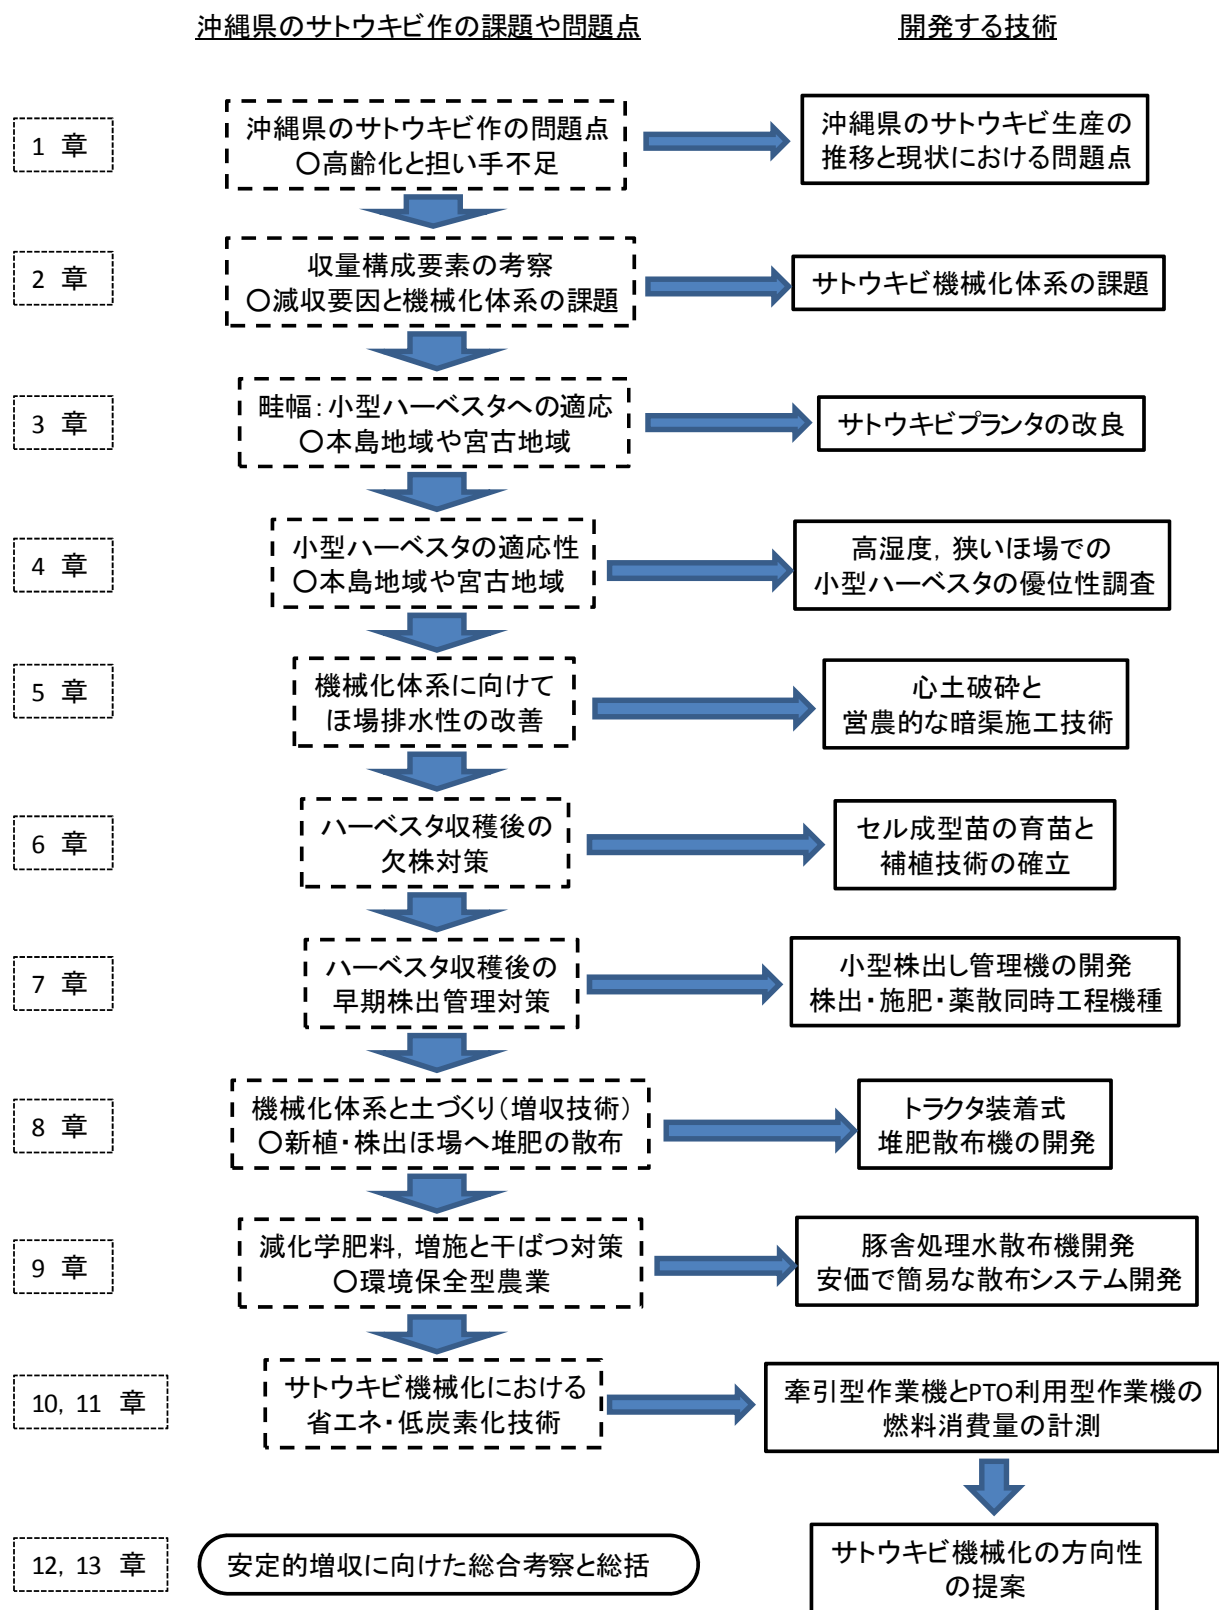 沖縄県のサトウキビ作の課題や問題点
開発する技術
1 章
沖縄県のサトウキビ作の問題点
〇高齢化と担い手不足
沖縄県のサトウキビ生産の
推移と現状における問題点
2 章
収量構成要素の考察
〇減収要因と機械化体系の課題
サトウキビ機械化体系の課題
3 章
畦幅：小型ハーベスタへの適応
〇本島地域や宮古地域
サトウキビプランタの改良
4 章
小型ハーベスタの適応性
〇本島地域や宮古地域
高湿度，狭いほ場での
小型ハーベスタの優位性調査
5 章
機械化体系に向けて
ほ場排水性の改善
心土破砕と
営農的な暗渠施工技術
6 章
ハーベスタ収穫後の
欠株対策
セル成型苗の育苗と
補植技術の確立
7 章
ハーベスタ収穫後の
早期株出管理対策
小型株出し管理機の開発
株出・施肥・薬散同時工程機種
8 章
機械化体系と土づくり（増収技術）
〇新植・株出ほ場へ堆肥の散布
トラクタ装着式
堆肥散布機の開発
9 章
減化学肥料，増施と干ばつ対策
〇環境保全型農業
豚舎処理水散布機開発
安価で簡易な散布システム開発
10，11 章
サトウキビ機械化における
省エネ・低炭素化技術
牽引型作業機とPTO利用型作業機の
燃料消費量の計測
12，13 章
安定的増収に向けた総合考察と総括
サトウキビ機械化の方向性
の提案